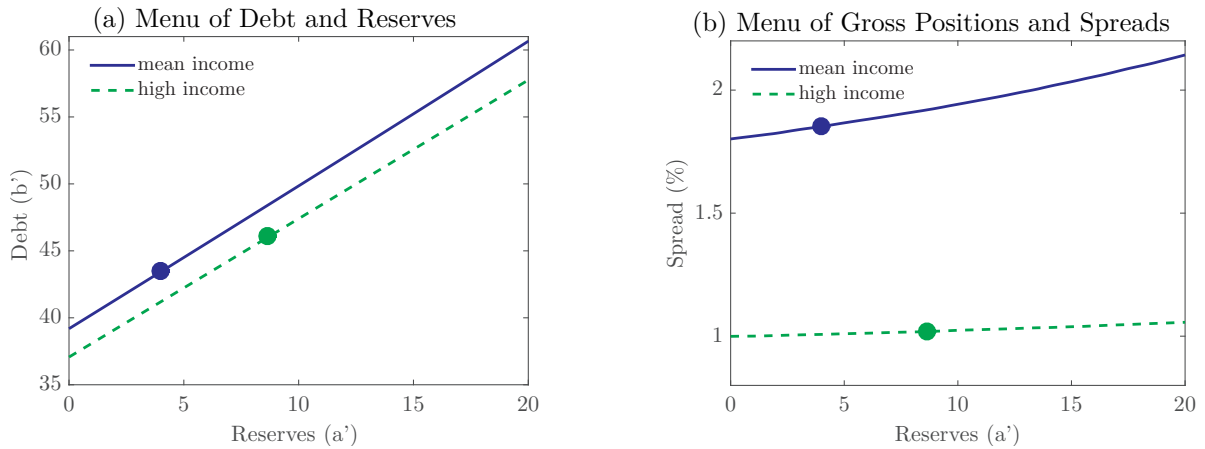 (a) Menu of Debt and Reserves
60
55
50
45
40
35
0 5 10 15 20
Debt (b')
Reserves (a')
mean income
high income
(b) Menu of Gross Positions and Spreads
2
1.5
1
0 5 10 15 20
Spread (%)
Reserves (a')
mean income
high income